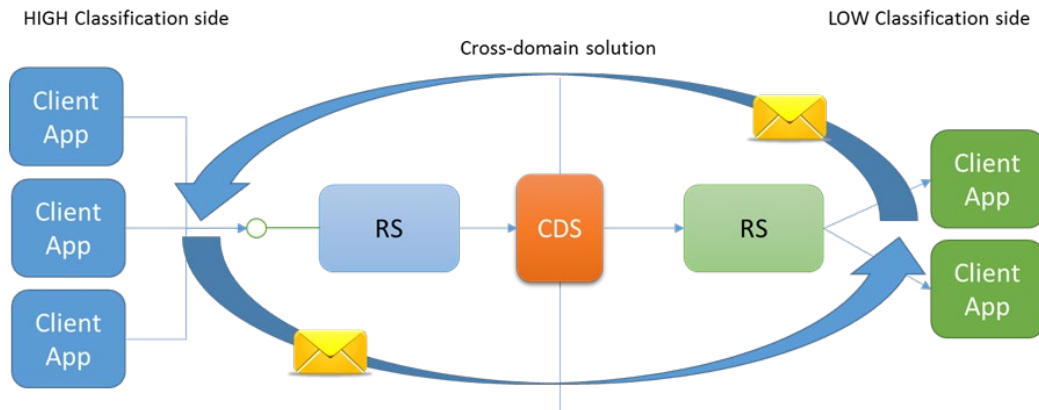 HIGH Classification side
LOW Classification side
Cross-domain solution
Client
App
Client
App
Client
App
RS
CDS
RS
Client
App
Client
App